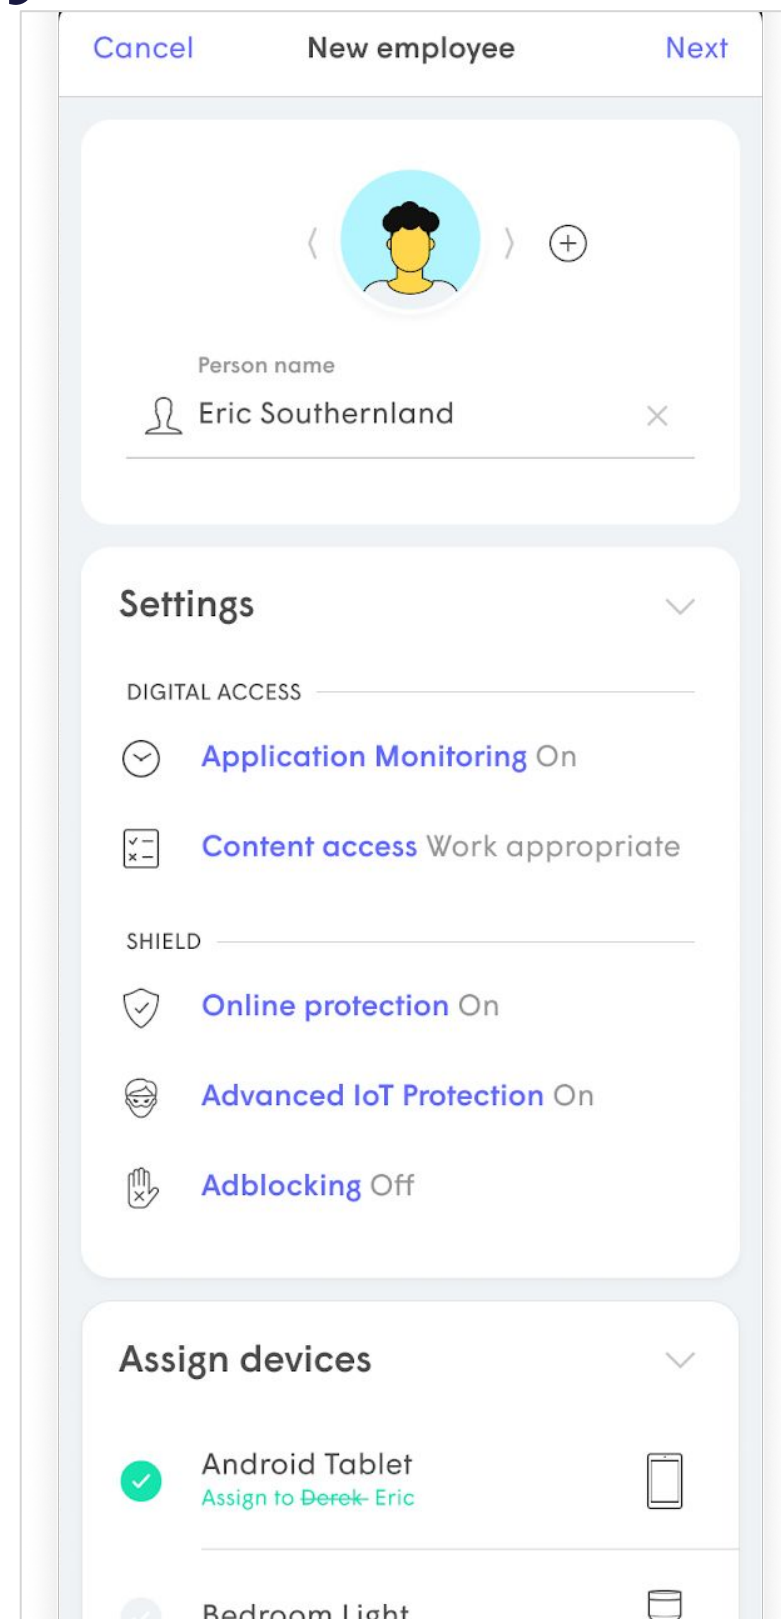 Cancel New employee Next
Person name
Eric Southernland
Settings
DIGITAL ACCESS
Application Monitoring On
Content access Work appropriate
SHIELD
Online protection On
Advanced IoT Protection On
Adblocking Off
Assign devices
Android Tablet
Assign to Derek Eric
Bedroom Light